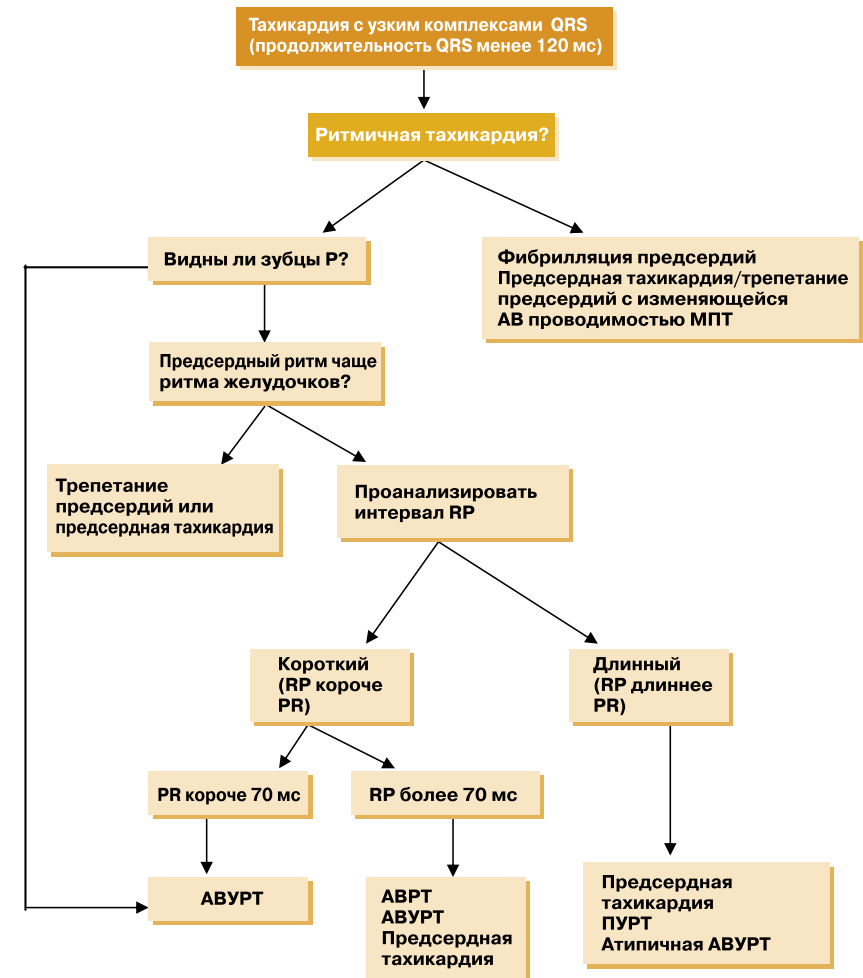 Тахикардия с узким комплексами QRS
(продолжительность QRS менее 120 мс)
Ритмичная тахикардия?
Видны ли зубцы Р?
Фибрилляция предсердий
Предсердная тахикардия/трепетание
предсердий с изменяющейся
АВ проводимостью МПТ
Предсердный ритм чаще
ритма желудочков?
Трепетание
предсердий или
предсердная тахикардия
Проанализировать
интервал RP
Короткий
(RP короче
PR)
Длинный
(RP длиннее
PR)
PR короче 70 мс
RP более 70 мс
АВУРТ
АВРТ
АВУРТ
Предсердная
тахикардия
Предсердная
тахикардия
ПУРТ
Атипичная АВУРТ